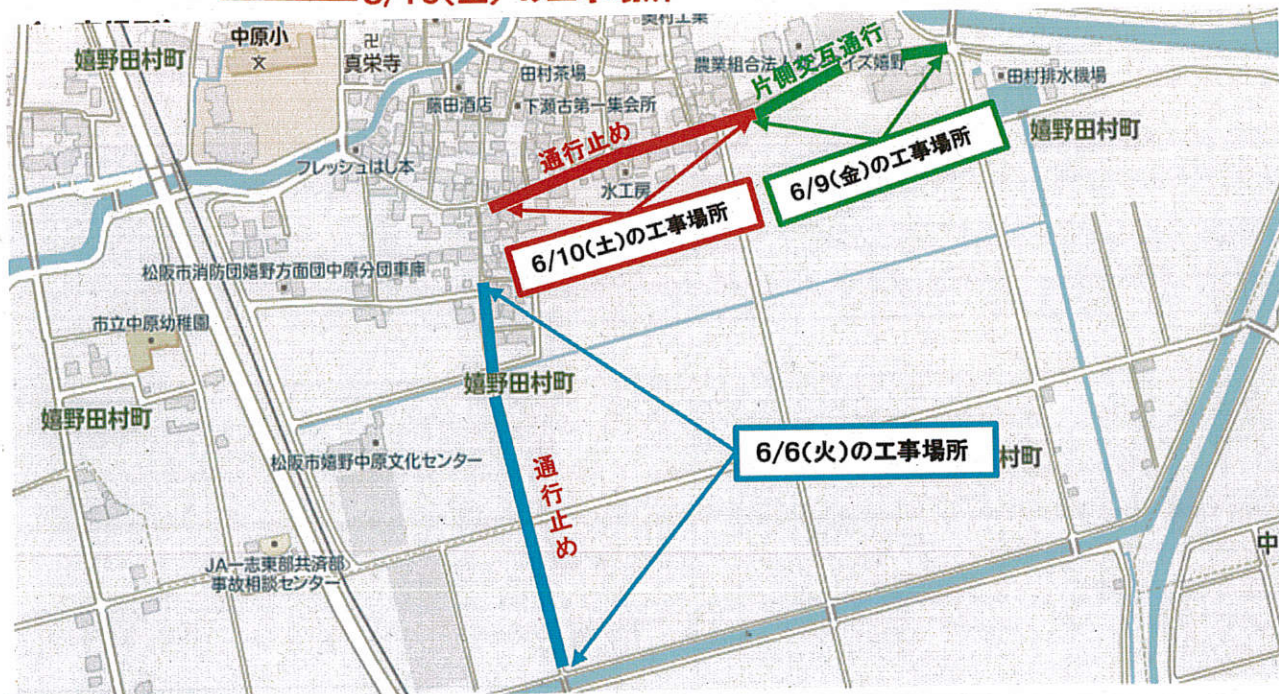 中原小
文
嬉野田村町
卍
真栄寺
田村茶場
藤田酒店
下瀬古第一集会所
片側交互通行
田村排水機場
嬉野田村町
通行止め
フレッシュはし本
水工房
6/9(金)の工事場所
6/10(土)の工事場所
松阪市消防団嬉野方面団中原分団車庫
市立中原幼稚園
嬉野田村町
嬉野田村町
6/6(火)の工事場所
村町
松阪市嬉野中原文化センター
通行止め
JA一志東部共済部
事故相談センター
中